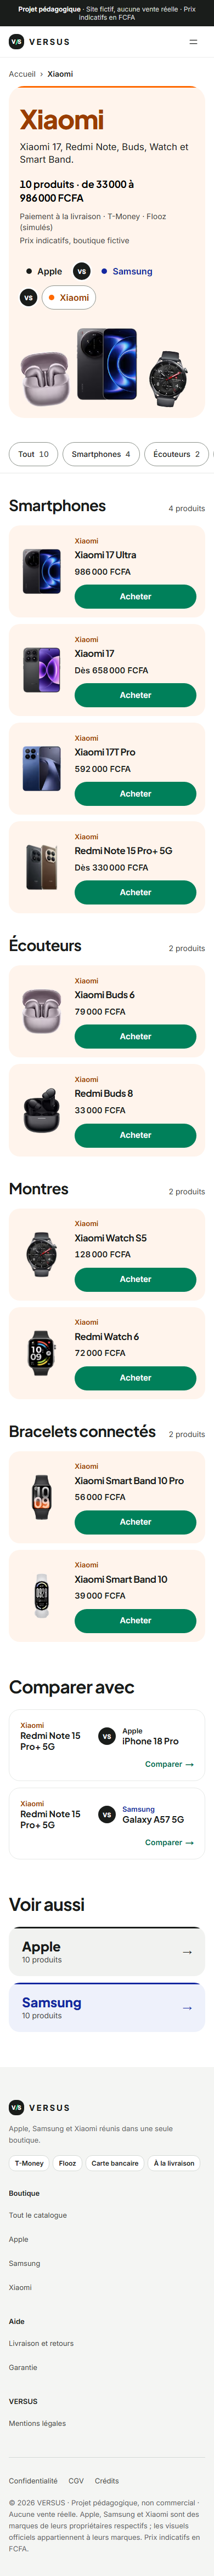 Projet pédagogique · Site fictif, aucune vente réelle · Prix
indicatifs en FCFA
V/S VERSUS
Accueil › Xiaomi
Xiaomi
Xiaomi 17, Redmi Note, Buds, Watch et
Smart Band.
10 produits · de 33 000 à
986 000 FCFA
Paiement à la livraison · T-Money · Flooz
(simulés)
Prix indicatifs, boutique fictive
Apple VS Samsung
VS Xiaomi
Tout 10 Smartphones 4 Écouteurs 2
Smartphones 4 produits
Xiaomi
Xiaomi 17 Ultra
986 000 FCFA
Acheter
Xiaomi
Xiaomi 17
Dès 658 000 FCFA
Acheter
Xiaomi
Xiaomi 17T Pro
592 000 FCFA
Acheter
Xiaomi
Redmi Note 15 Pro+ 5G
Dès 330 000 FCFA
Acheter
Écouteurs 2 produits
Xiaomi
Xiaomi Buds 6
79 000 FCFA
Acheter
Xiaomi
Redmi Buds 8
33 000 FCFA
Acheter
Montres 2 produits
Xiaomi
Xiaomi Watch S5
128 000 FCFA
Acheter
Xiaomi
Redmi Watch 6
72 000 FCFA
Acheter
Bracelets connectés 2 produits
Xiaomi
Xiaomi Smart Band 10 Pro
56 000 FCFA
Acheter
Xiaomi
Xiaomi Smart Band 10
39 000 FCFA
Acheter
Comparer avec
Xiaomi
Redmi Note 15
Pro+ 5G
VS
Apple
iPhone 18 Pro
Comparer →
Xiaomi
Redmi Note 15
Pro+ 5G
VS
Samsung
Galaxy A57 5G
Comparer →
Voir aussi
Apple
10 produits
→
Samsung
10 produits
→
V/S VERSUS
Apple, Samsung et Xiaomi réunis dans une seule
boutique.
T-Money Flooz Carte bancaire À la livraison
Boutique
Tout le catalogue
Apple
Samsung
Xiaomi
Aide
Livraison et retours
Garantie
VERSUS
Mentions légales
Confidentialité CGV Crédits
© 2026 VERSUS · Projet pédagogique, non commercial ·
Aucune vente réelle. Apple, Samsung et Xiaomi sont des
marques de leurs propriétaires respectifs ; les visuels
officiels appartiennent à leurs marques. Prix indicatifs en
FCFA.